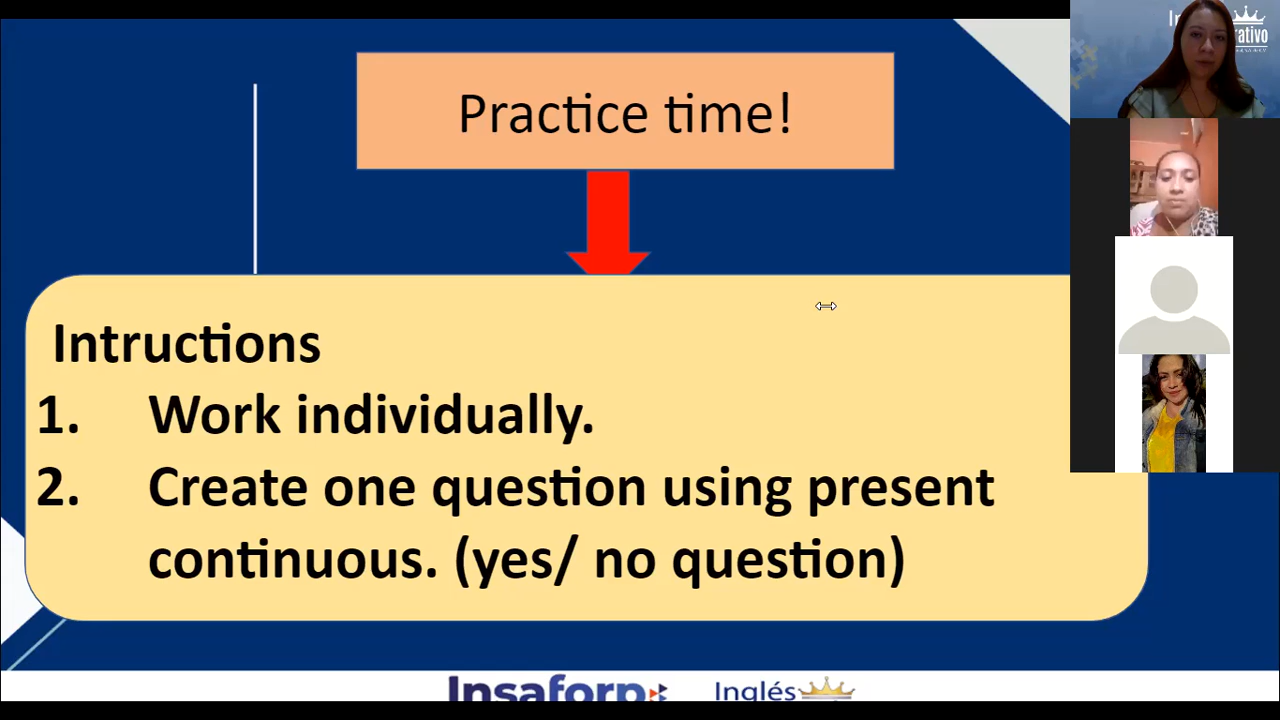 Practice time!
Intructions
1. Work individually.
2. Create one question using present
continuous. (yes/ no question)
Insaforp
Inglés